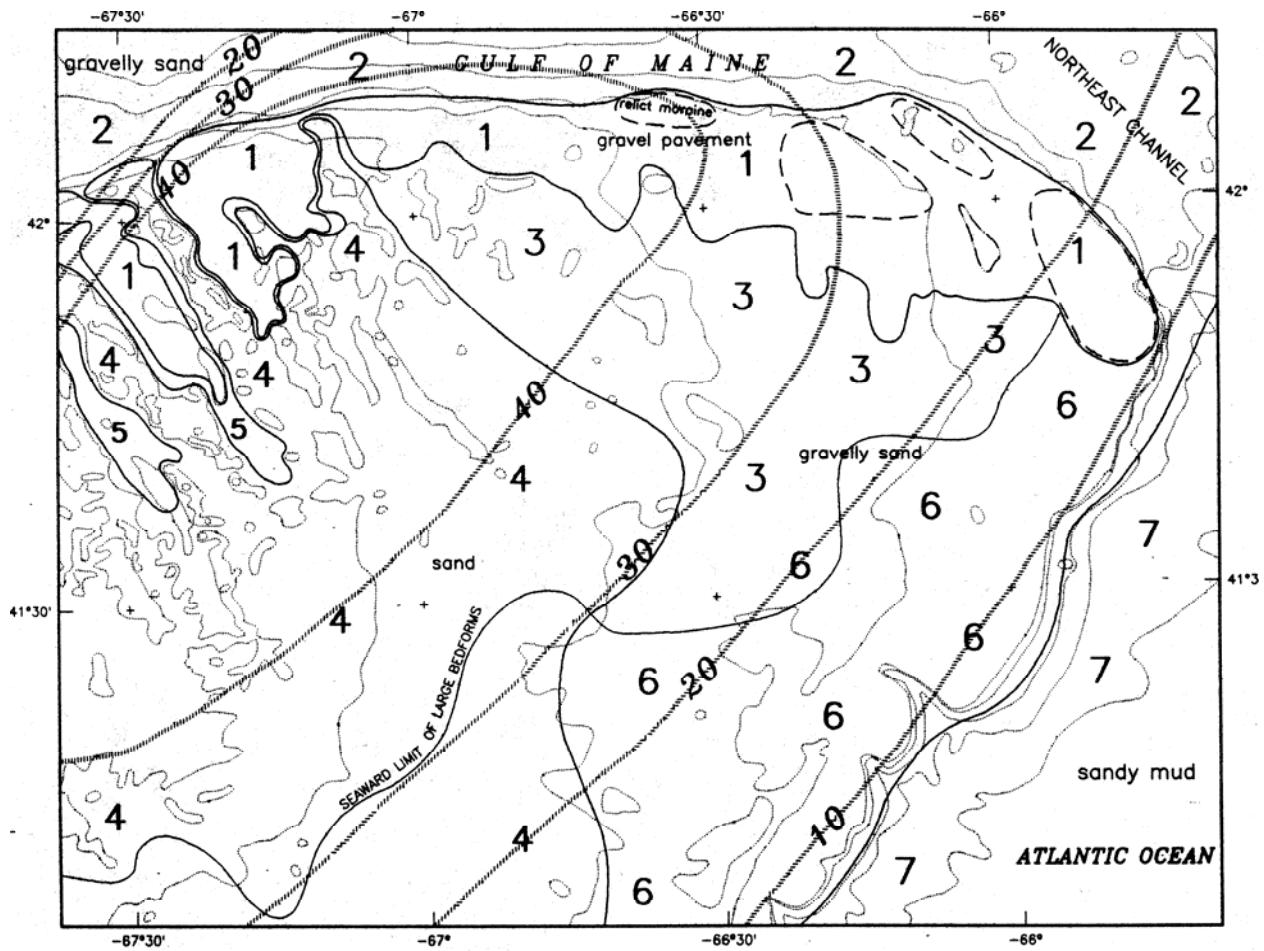 -67°30' -67° -66°30' -66°
gravelly sand 20 2 GULF OF MAINE 2 NORTHEAST CHANNEL
30 2
2 relict moraine 2
1 gravel pavement
1 40 1 42°
42° 4 3 1
1 1 3
4 4 3 3
40 6
5 5 gravelly sand
4 3 6 7
sand 30 6 41°3
41°30' 4 6
SEAWARD LIMIT OF LARGE BEDFORMS
6 20 7
6
sandy mud
4 4 10
ATLANTIC OCEAN
6 7
-67°30' -67° -66°30' -66°